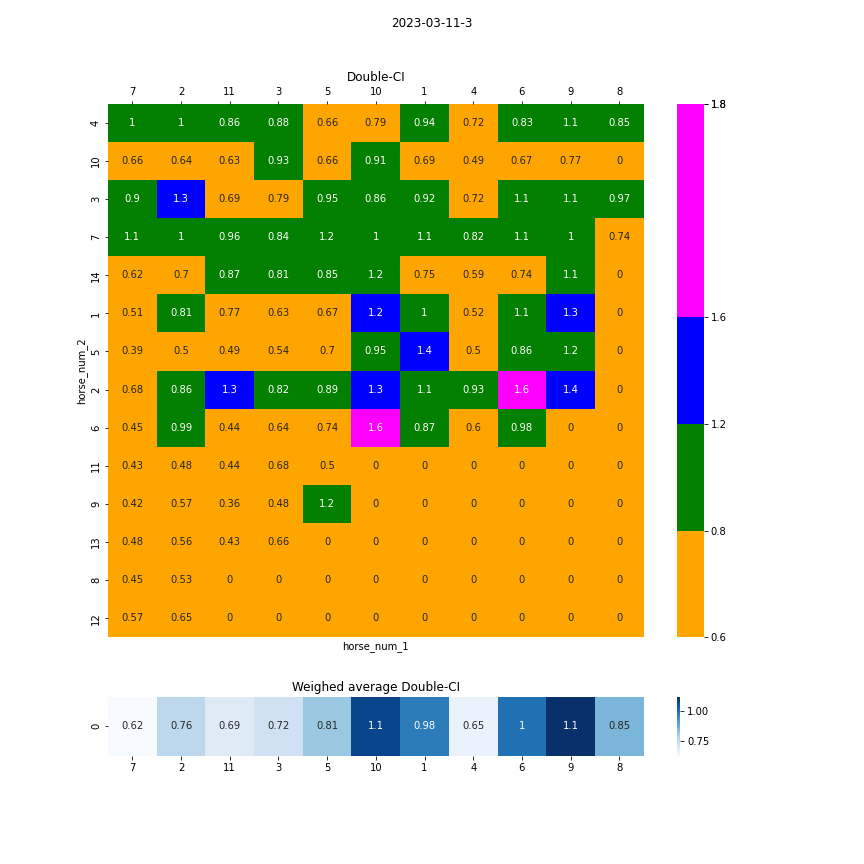 2023-03-11-3
Double-CI
7 2 11 3 5 10 1 4 6 9 8
4 1 1 0.86 0.88 0.66 0.79 0.94 0.72 0.83 1.1 0.85
10 0.66 0.64 0.63 0.93 0.66 0.91 0.69 0.49 0.67 0.77 0
3 0.9 1.3 0.69 0.79 0.95 0.86 0.92 0.72 1.1 1.1 0.97
7 1.1 1 0.96 0.84 1.2 1 1.1 0.82 1.1 1 0.74
14 0.62 0.7 0.87 0.81 0.85 1.2 0.75 0.59 0.74 1.1 0
1 0.51 0.81 0.77 0.63 0.67 1.2 1 0.52 1.1 1.3 0
5 0.39 0.5 0.49 0.54 0.7 0.95 1.4 0.5 0.86 1.2 0
2 0.68 0.86 1.3 0.82 0.89 1.3 1.1 0.93 1.6 1.4 0
6 0.45 0.99 0.44 0.64 0.74 1.6 0.87 0.6 0.98 0 0
11 0.43 0.48 0.44 0.68 0.5 0 0 0 0 0 0
9 0.42 0.57 0.36 0.48 1.2 0 0 0 0 0 0
13 0.48 0.56 0.43 0.66 0 0 0 0 0 0 0
8 0.45 0.53 0 0 0 0 0 0 0 0 0
12 0.57 0.65 0 0 0 0 0 0 0 0 0
horse_num_2
horse_num_1
1.8
1.6
1.2
0.8
0.6
Weighed average Double-CI
0 0.62 0.76 0.69 0.72 0.81 1.1 0.98 0.65 1 1.1 0.85
7 2 11 3 5 10 1 4 6 9 8
1.00
0.75